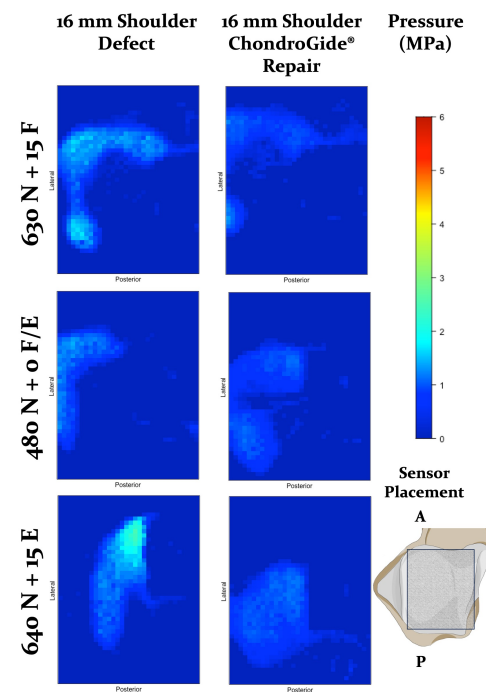 16 mm Shoulder
Defect
16 mm Shoulder
ChondroGide®
Repair
Pressure
(MPa)
630 N + 15 F
Lateral
Posterior
Lateral
Posterior
6
5
4
3
2
1
0
480 N + 0 F/E
Lateral
Posterior
Lateral
Posterior
640 N + 15 E
Lateral
Posterior
Lateral
Posterior
Sensor
Placement
A
P